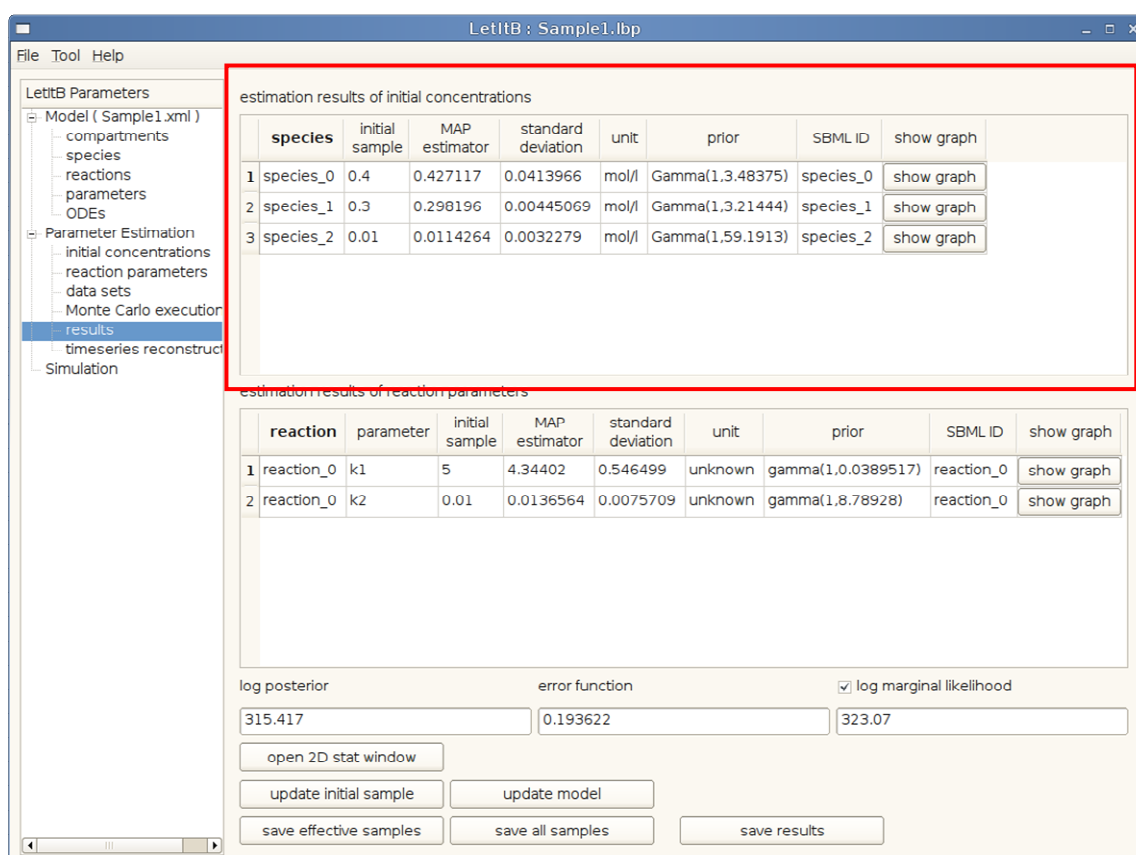 LetItB : Sample1.lbp
File Tool Help
LetItB Parameters
Model ( Sample1.xml )
compartments
species
reactions
parameters
ODEs
Parameter Estimation
initial concentrations
reaction parameters
data sets
Monte Carlo execution
results
timeseries reconstruct
Simulation
estimation results of initial concentrations
species initial sample MAP estimator standard deviation unit prior SBML ID show graph
1 species_0 0.4 0.427117 0.0413966 mol/l Gamma(1,3.48375) species_0 show graph
2 species_1 0.3 0.298196 0.00445069 mol/l Gamma(1,3.21444) species_1 show graph
3 species_2 0.01 0.0114264 0.0032279 mol/l Gamma(1,59.1913) species_2 show graph
estimation results of reaction parameters
reaction parameter initial sample MAP estimator standard deviation unit prior SBML ID show graph
1 reaction_0 k1 5 4.34402 0.546499 unknown gamma(1,0.0389517) reaction_0 show graph
2 reaction_0 k2 0.01 0.0136564 0.0075709 unknown gamma(1,8.78928) reaction_0 show graph
log posterior error function log marginal likelihood
315.417 0.193622 323.07
open 2D stat window
update initial sample update model
save effective samples save all samples save results